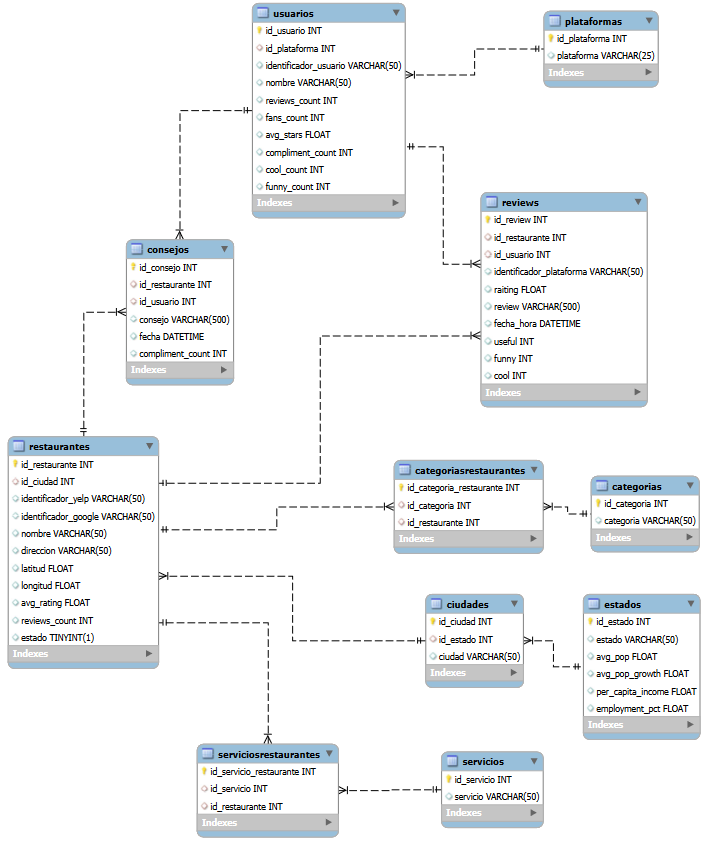 usuarios
id_usuario INT
id_plataforma INT
identificador_usuario VARCHAR(50)
nombre VARCHAR(50)
reviews_count INT
fans_count INT
avg_stars FLOAT
compliment_count INT
cool_count INT
funny_count INT
Indexes
plataformas
id_plataforma INT
plataforma VARCHAR(25)
Indexes
reviews
id_review INT
id_restaurante INT
id_usuario INT
identificador_plataforma VARCHAR(50)
raiting FLOAT
review VARCHAR(500)
fecha_hora DATETIME
useful INT
funny INT
cool INT
Indexes
consejos
id_consejo INT
id_restaurante INT
id_usuario INT
consejo VARCHAR(500)
fecha DATETIME
compliment_count INT
Indexes
restaurantes
id_restaurante INT
id_ciudad INT
identificador_yelp VARCHAR(50)
identificador_google VARCHAR(50)
nombre VARCHAR(50)
direccion VARCHAR(50)
latitud FLOAT
longitud FLOAT
avg_rating FLOAT
reviews_count INT
estado TINYINT(1)
Indexes
categoriasrestaurantes
id_categoria_restaurante INT
id_categoria INT
id_restaurante INT
Indexes
categorias
id_categoria INT
categoria VARCHAR(50)
Indexes
ciudades
id_ciudad INT
id_estado INT
ciudad VARCHAR(50)
Indexes
estados
id_estado INT
estado VARCHAR(50)
avg_pop FLOAT
avg_pop_growth FLOAT
per_capita_income FLOAT
employment_pct FLOAT
Indexes
serviciosrestaurantes
id_servicio_restaurante INT
id_servicio INT
id_restaurante INT
Indexes
servicios
id_servicio INT
servicio VARCHAR(50)
Indexes